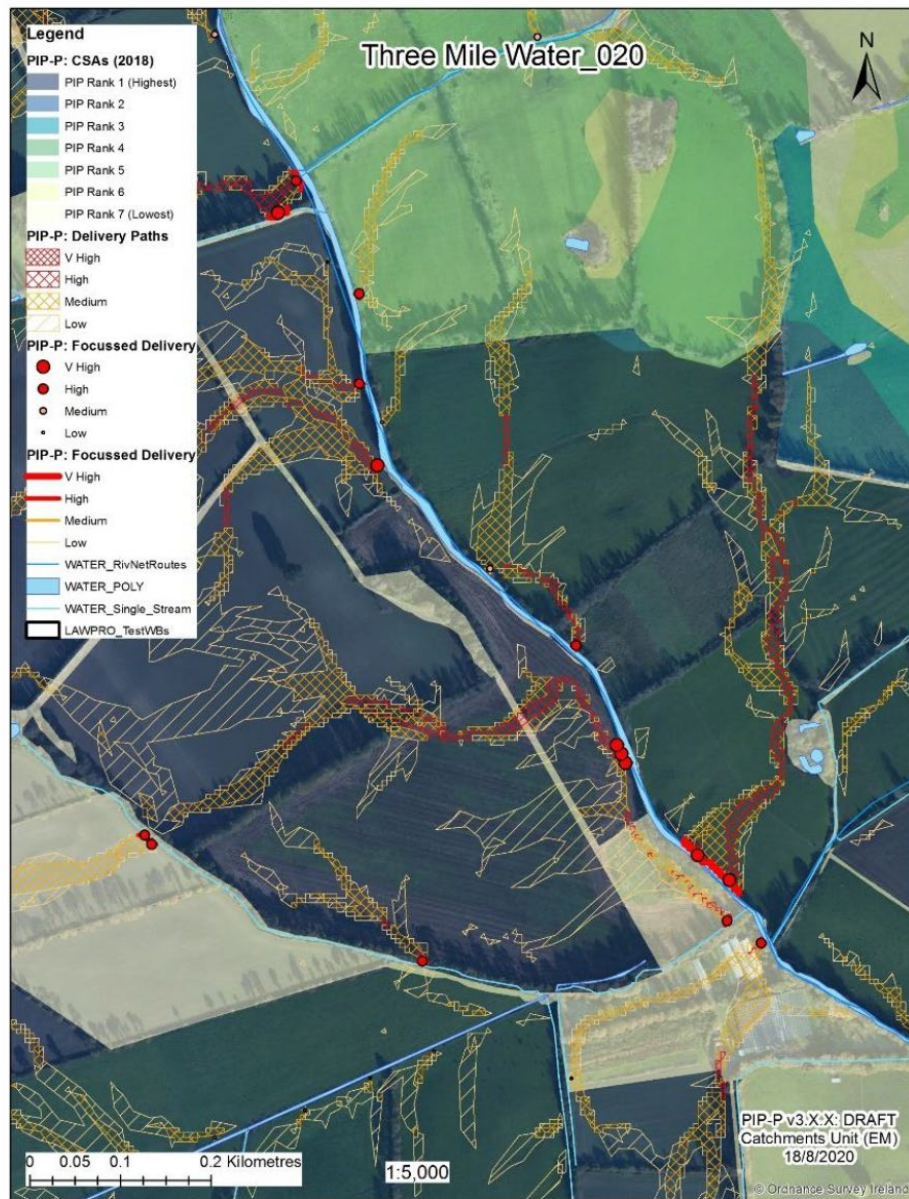 Legend
PIP-P: CSAs (2018)
PIP Rank 1 (Highest)
PIP Rank 2
PIP Rank 3
PIP Rank 4
PIP Rank 5
PIP Rank 6
PIP Rank 7 (Lowest)
PIP-P: Delivery Paths
V High
High
Medium
Low
PIP-P: Focussed Delivery
V High
High
Medium
Low
PIP-P: Focussed Delivery
V High
High
Medium
Low
WATER_RivNetRoutes
WATER_POLY
WATER_Single_Stream
LAWPRO_TestWBs
Three Mile Water_020
N
0 0.05 0.1 0.2 Kilometres
1:5,000
PIP-P v3.X.X: DRAFT
Catchments Unit (EM)
18/8/2020
© Ordnance Survey Ireland